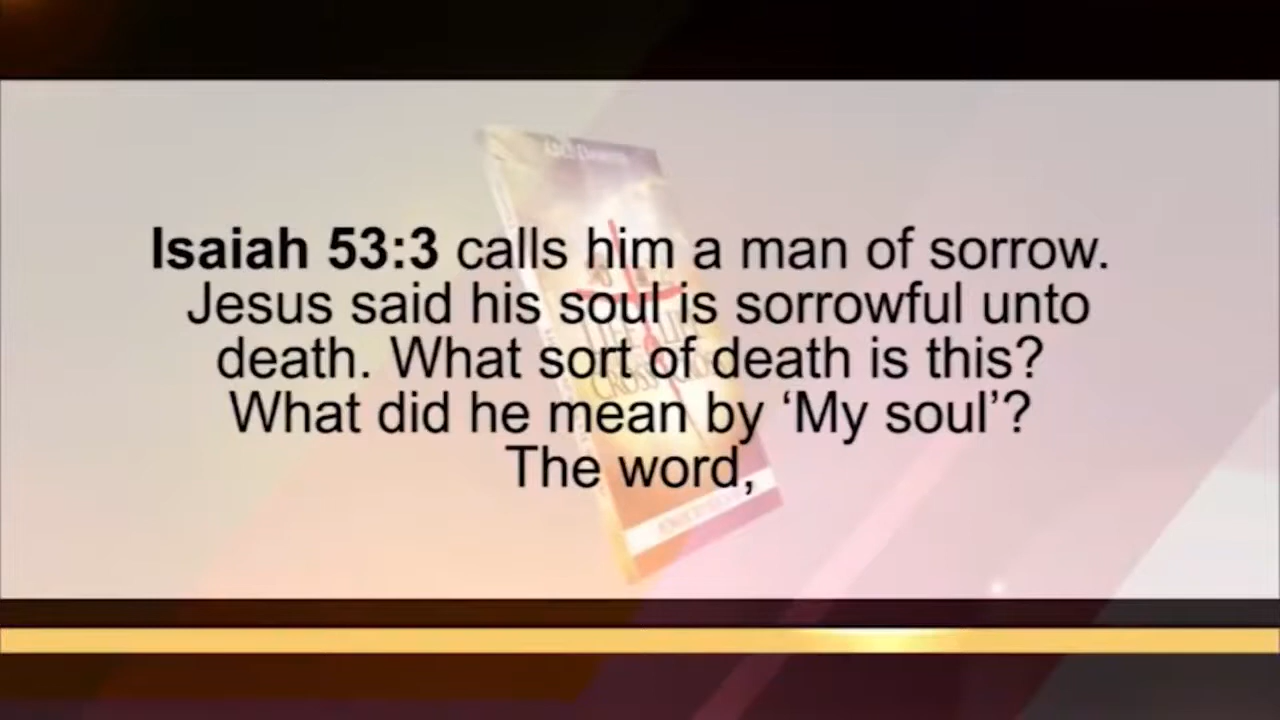 Isaiah 53:3 calls him a man of sorrow.
Jesus said his soul is sorrowful unto
death. What sort of death is this?
What did he mean by ‘My soul’?
The word,